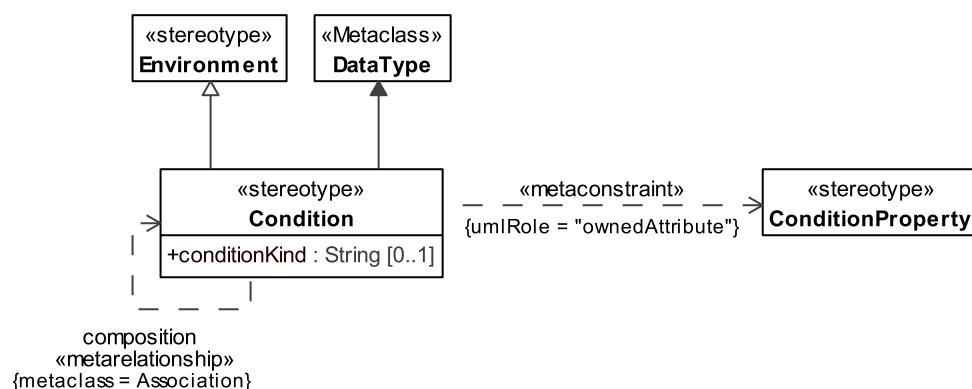 «stereotype»
Environment
«Metaclass»
DataType
«stereotype»
Condition
+conditionKind : String [0..1]
«metaconstraint»
{umlRole = "ownedAttribute"}
«stereotype»
ConditionProperty
composition
«metarelationship»
{metaclass = Association}